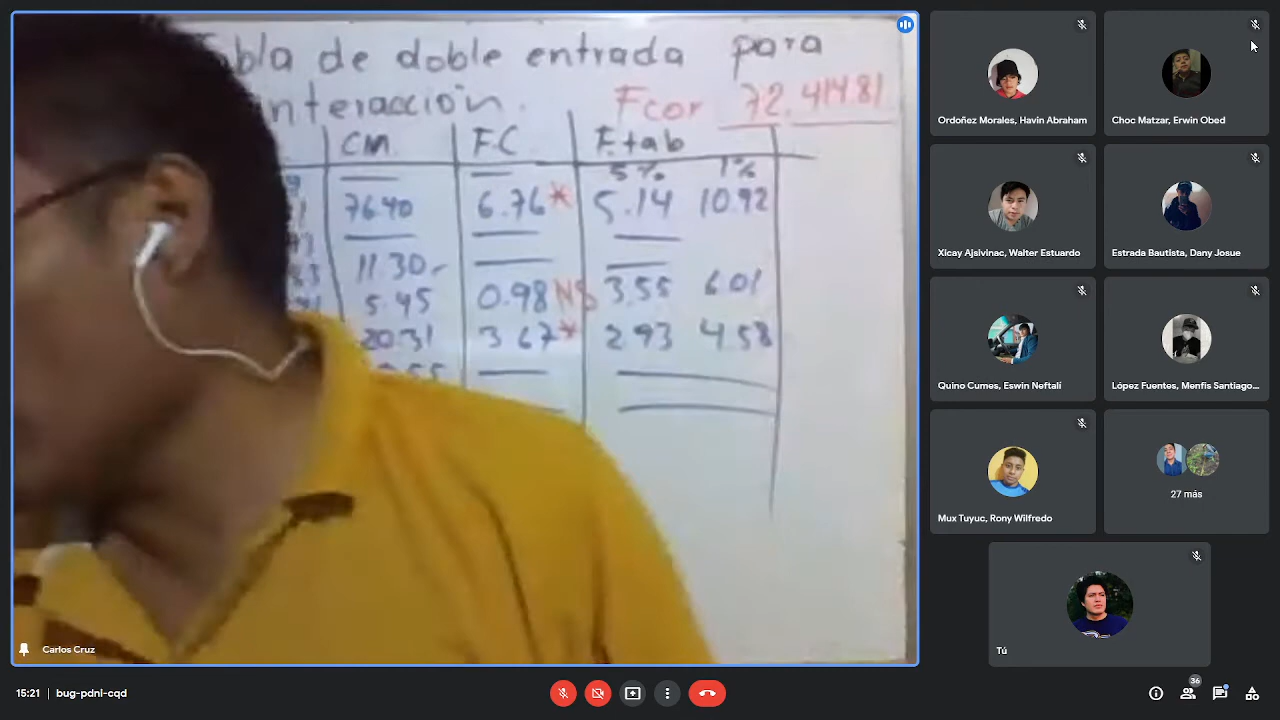 bla de doble entrada para
interacción. Fcor 72,414.81
CM. F.C F.tab
5% 1%
76.40 6.76* 5.14 10.92
11.30
5.45 0.98 NS 3.55 6.01
20.31 3.67* 2.93 4.58
Carlos Cruz
Ordoñez Morales, Havin Abraham
Choc Matzar, Erwin Obed
Xicay Ajsivinac, Walter Estuardo
Estrada Bautista, Dany Josue
Quino Cumes, Eswin Neftalí
López Fuentes, Menfis Santiago...
Mux Tuyuc, Rony Wilfredo
27 más
Tú
15:21 | bug-pdni-cqd
36